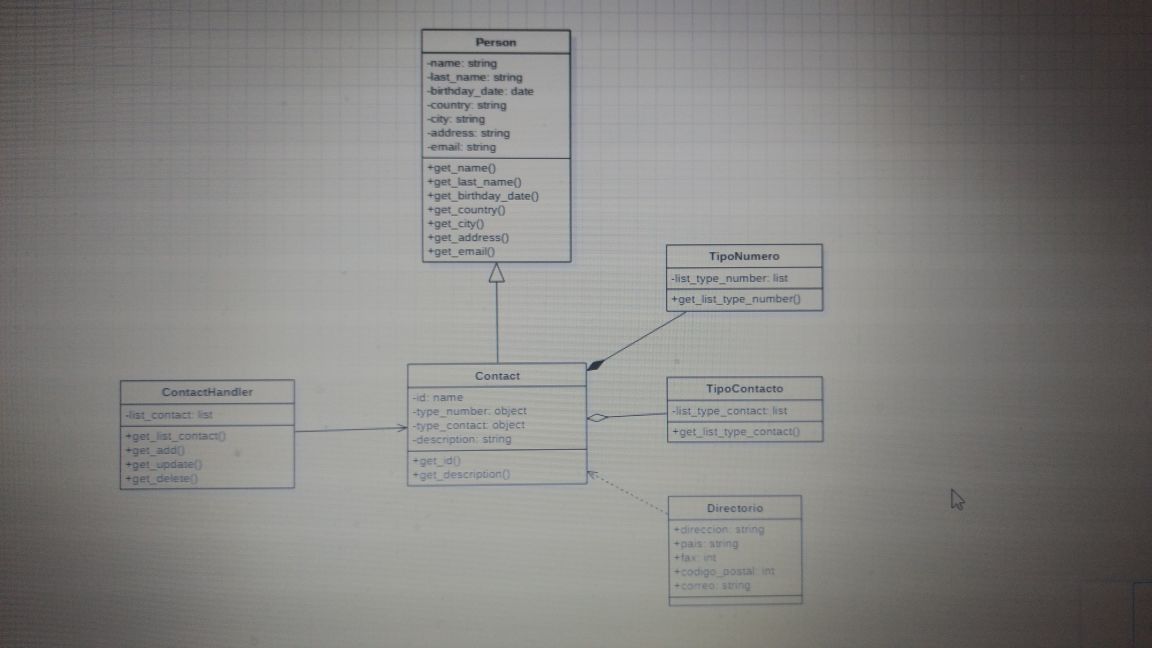 Person
-name: string
-last_name: string
-birthday_date: date
-country: string
-city: string
-address: string
-email: string
+get_name()
+get_last_name()
+get_birthday_date()
+get_country()
+get_city()
+get_address()
+get_email()
TipoNumero
-list_type_number: list
+get_list_type_number()
ContactHandler
-list_contact: list
+get_list_contact()
+get_add()
+get_update()
+get_delete()
Contact
-id: name
-type_number: object
-type_contact: object
-description: string
+get_id()
+get_description()
TipoContacto
-list_type_contact: list
+get_list_type_contact()
Directorio
+direccion: string
+pais: string
+fax: int
+codigo_postal: int
+correo: string